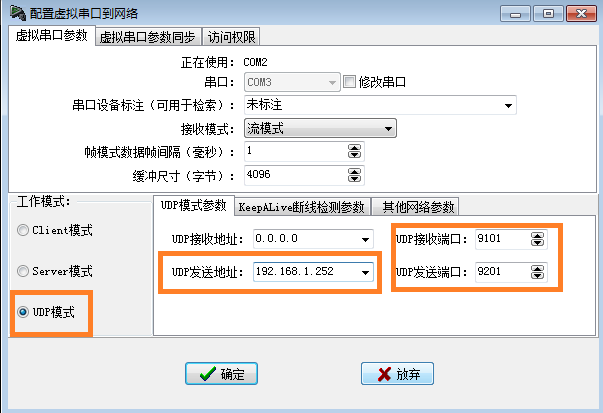 配置虚拟串口到网络
虚拟串口参数 虚拟串口参数同步 访问权限
正在使用: COM2
串口: COM3 修改串口
串口设备标注（可用于检索）: 未标注
接收模式: 流模式
帧模式数据帧间隔（毫秒）: 1
缓冲尺寸（字节）: 4096
工作模式:
Client模式
Server模式
UDP模式
UDP模式参数 KeepALive断线检测参数 其他网络参数
UDP接收地址: 0.0.0.0 UDP接收端口: 9101
UDP发送地址: 192.168.1.252 UDP发送端口: 9201
确定 放弃